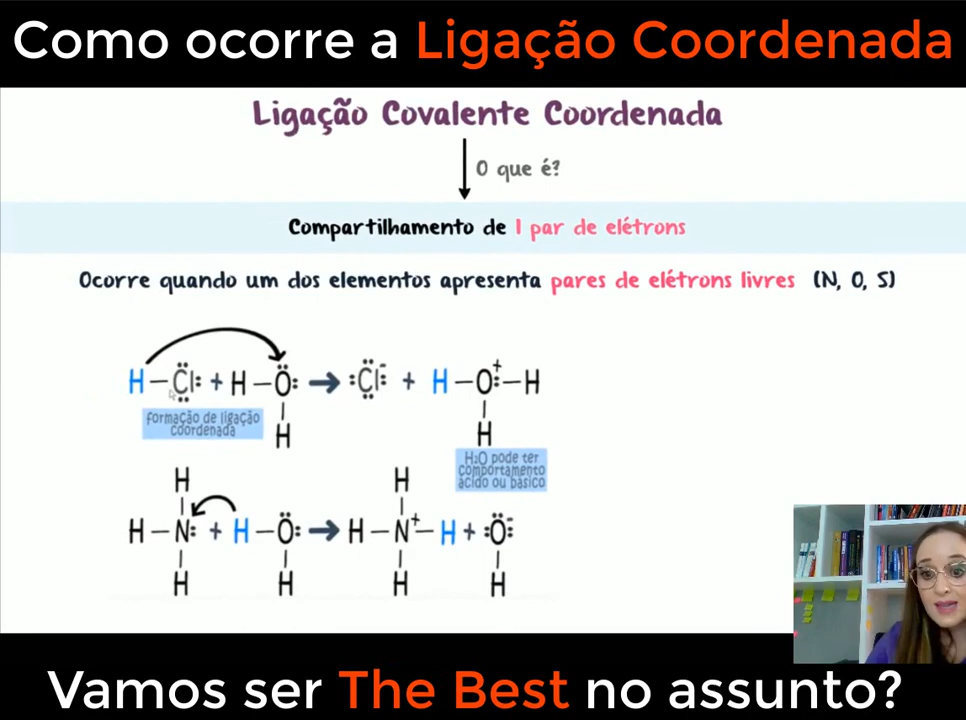 Como ocorre a Ligação Coordenada
Ligação Covalente Coordenada
O que é?
Compartilhamento de 1 par de elétrons
Ocorre quando um dos elementos apresenta pares de elétrons livres (N, O, S)
H – Cl + H – O → Cl⁻ + H – O⁺ – H
formação de ligação
coordenada
H
H
H₂O pode ter
comportamento
ácido ou básico
H
H
H – N + H – O → H – N⁺ – H + O⁻
H
H
H
H
Vamos ser The Best no assunto?